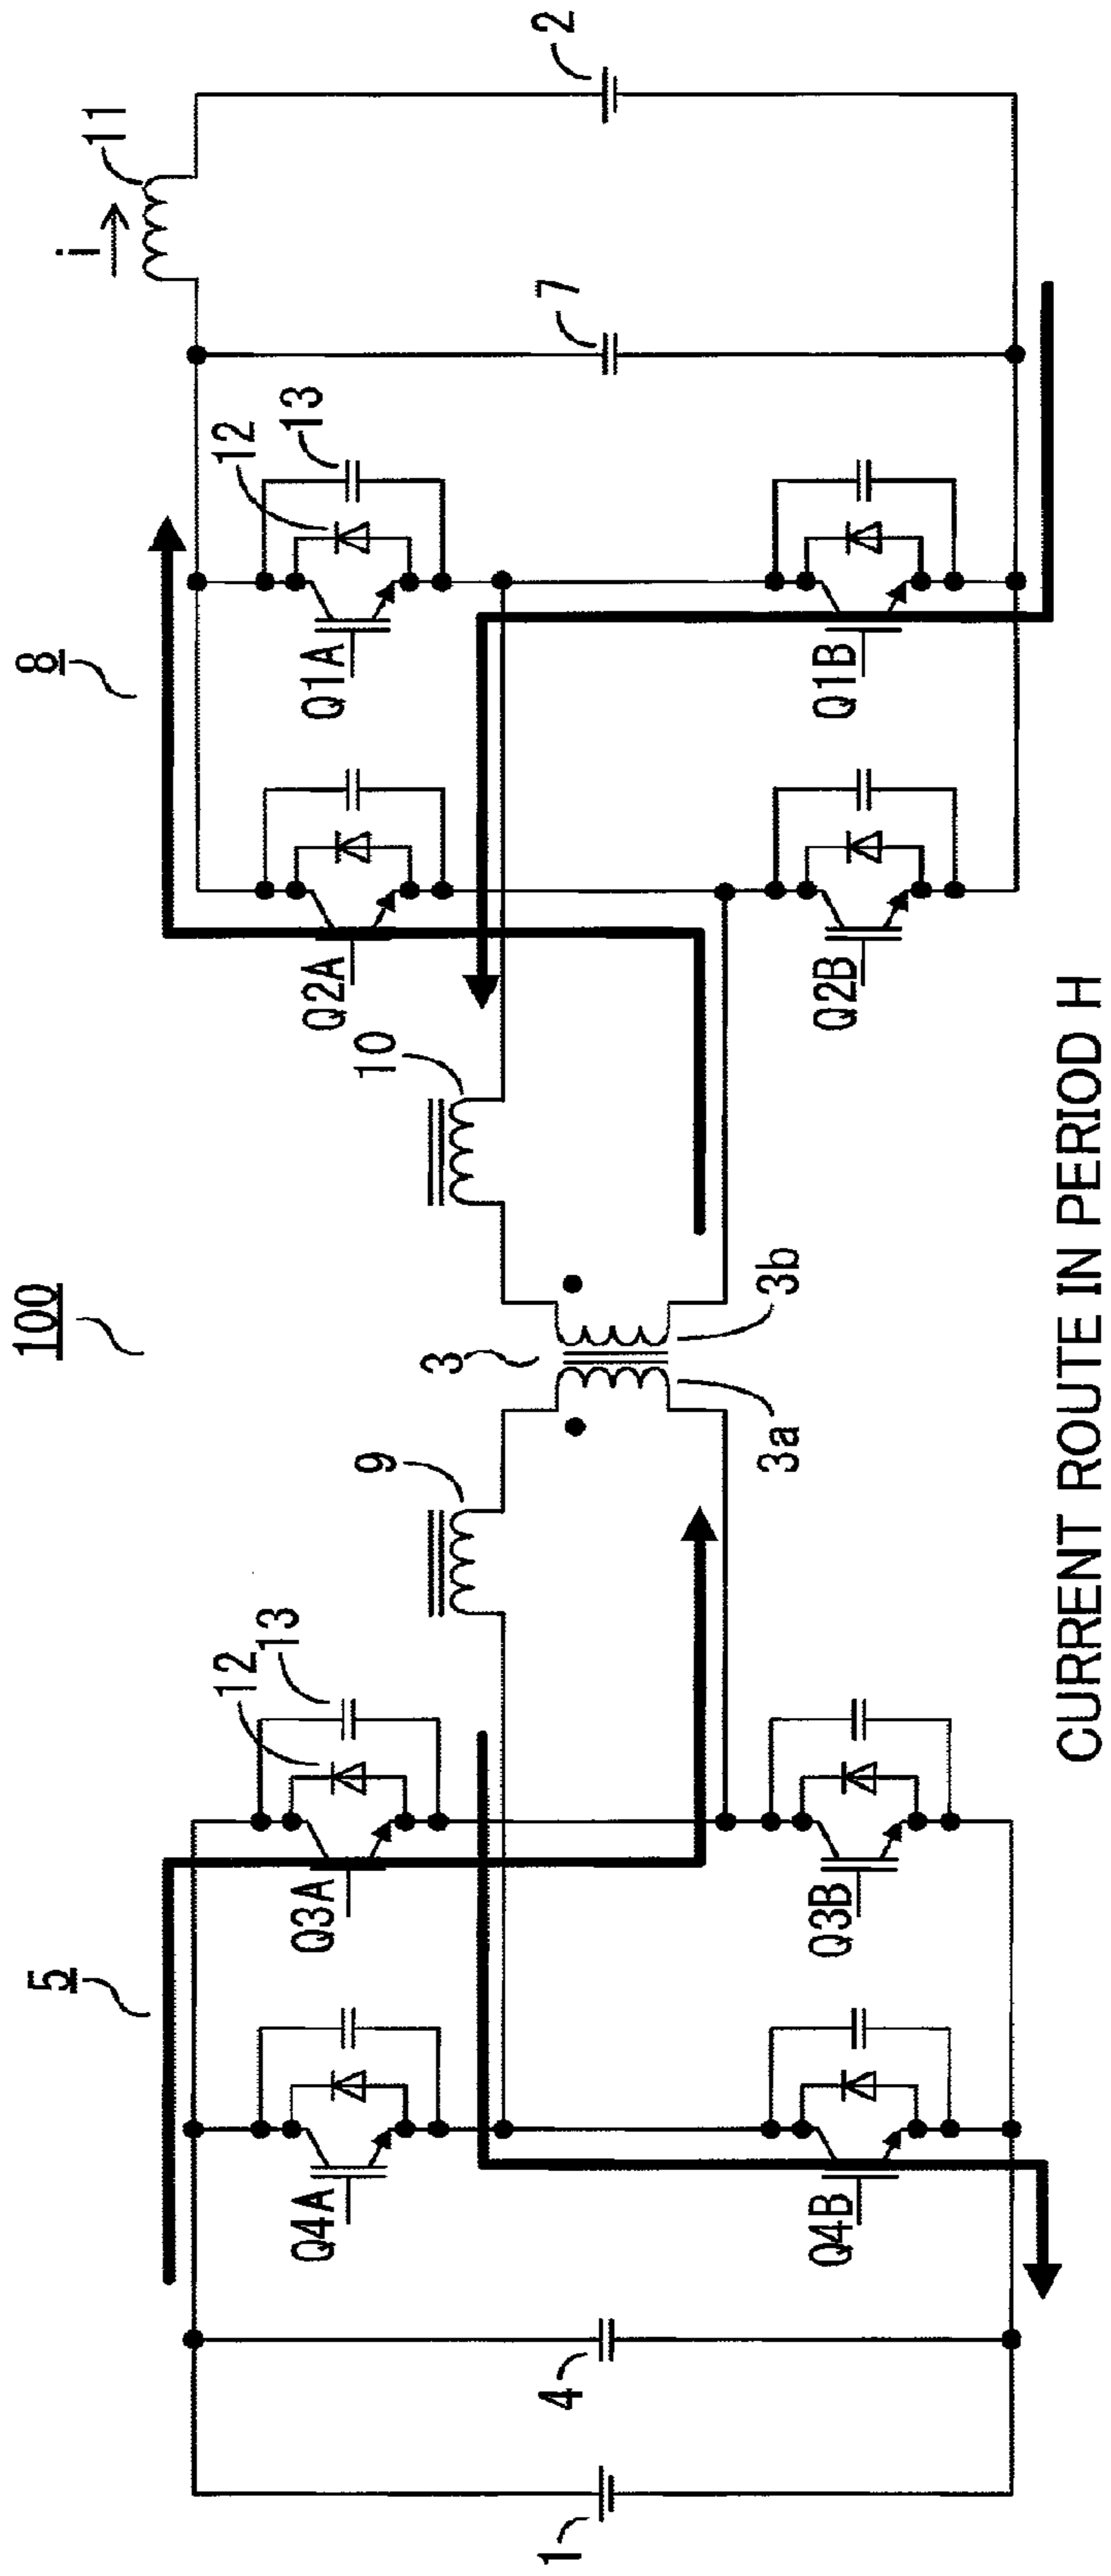 100
5
8
i
11
12
13
12
13
Q4A
Q3A
Q2A
Q1A
9
10
1
4
3
7
2
3a
3b
Q4B
Q3B
Q2B
Q1B
CURRENT ROUTE IN PERIOD H